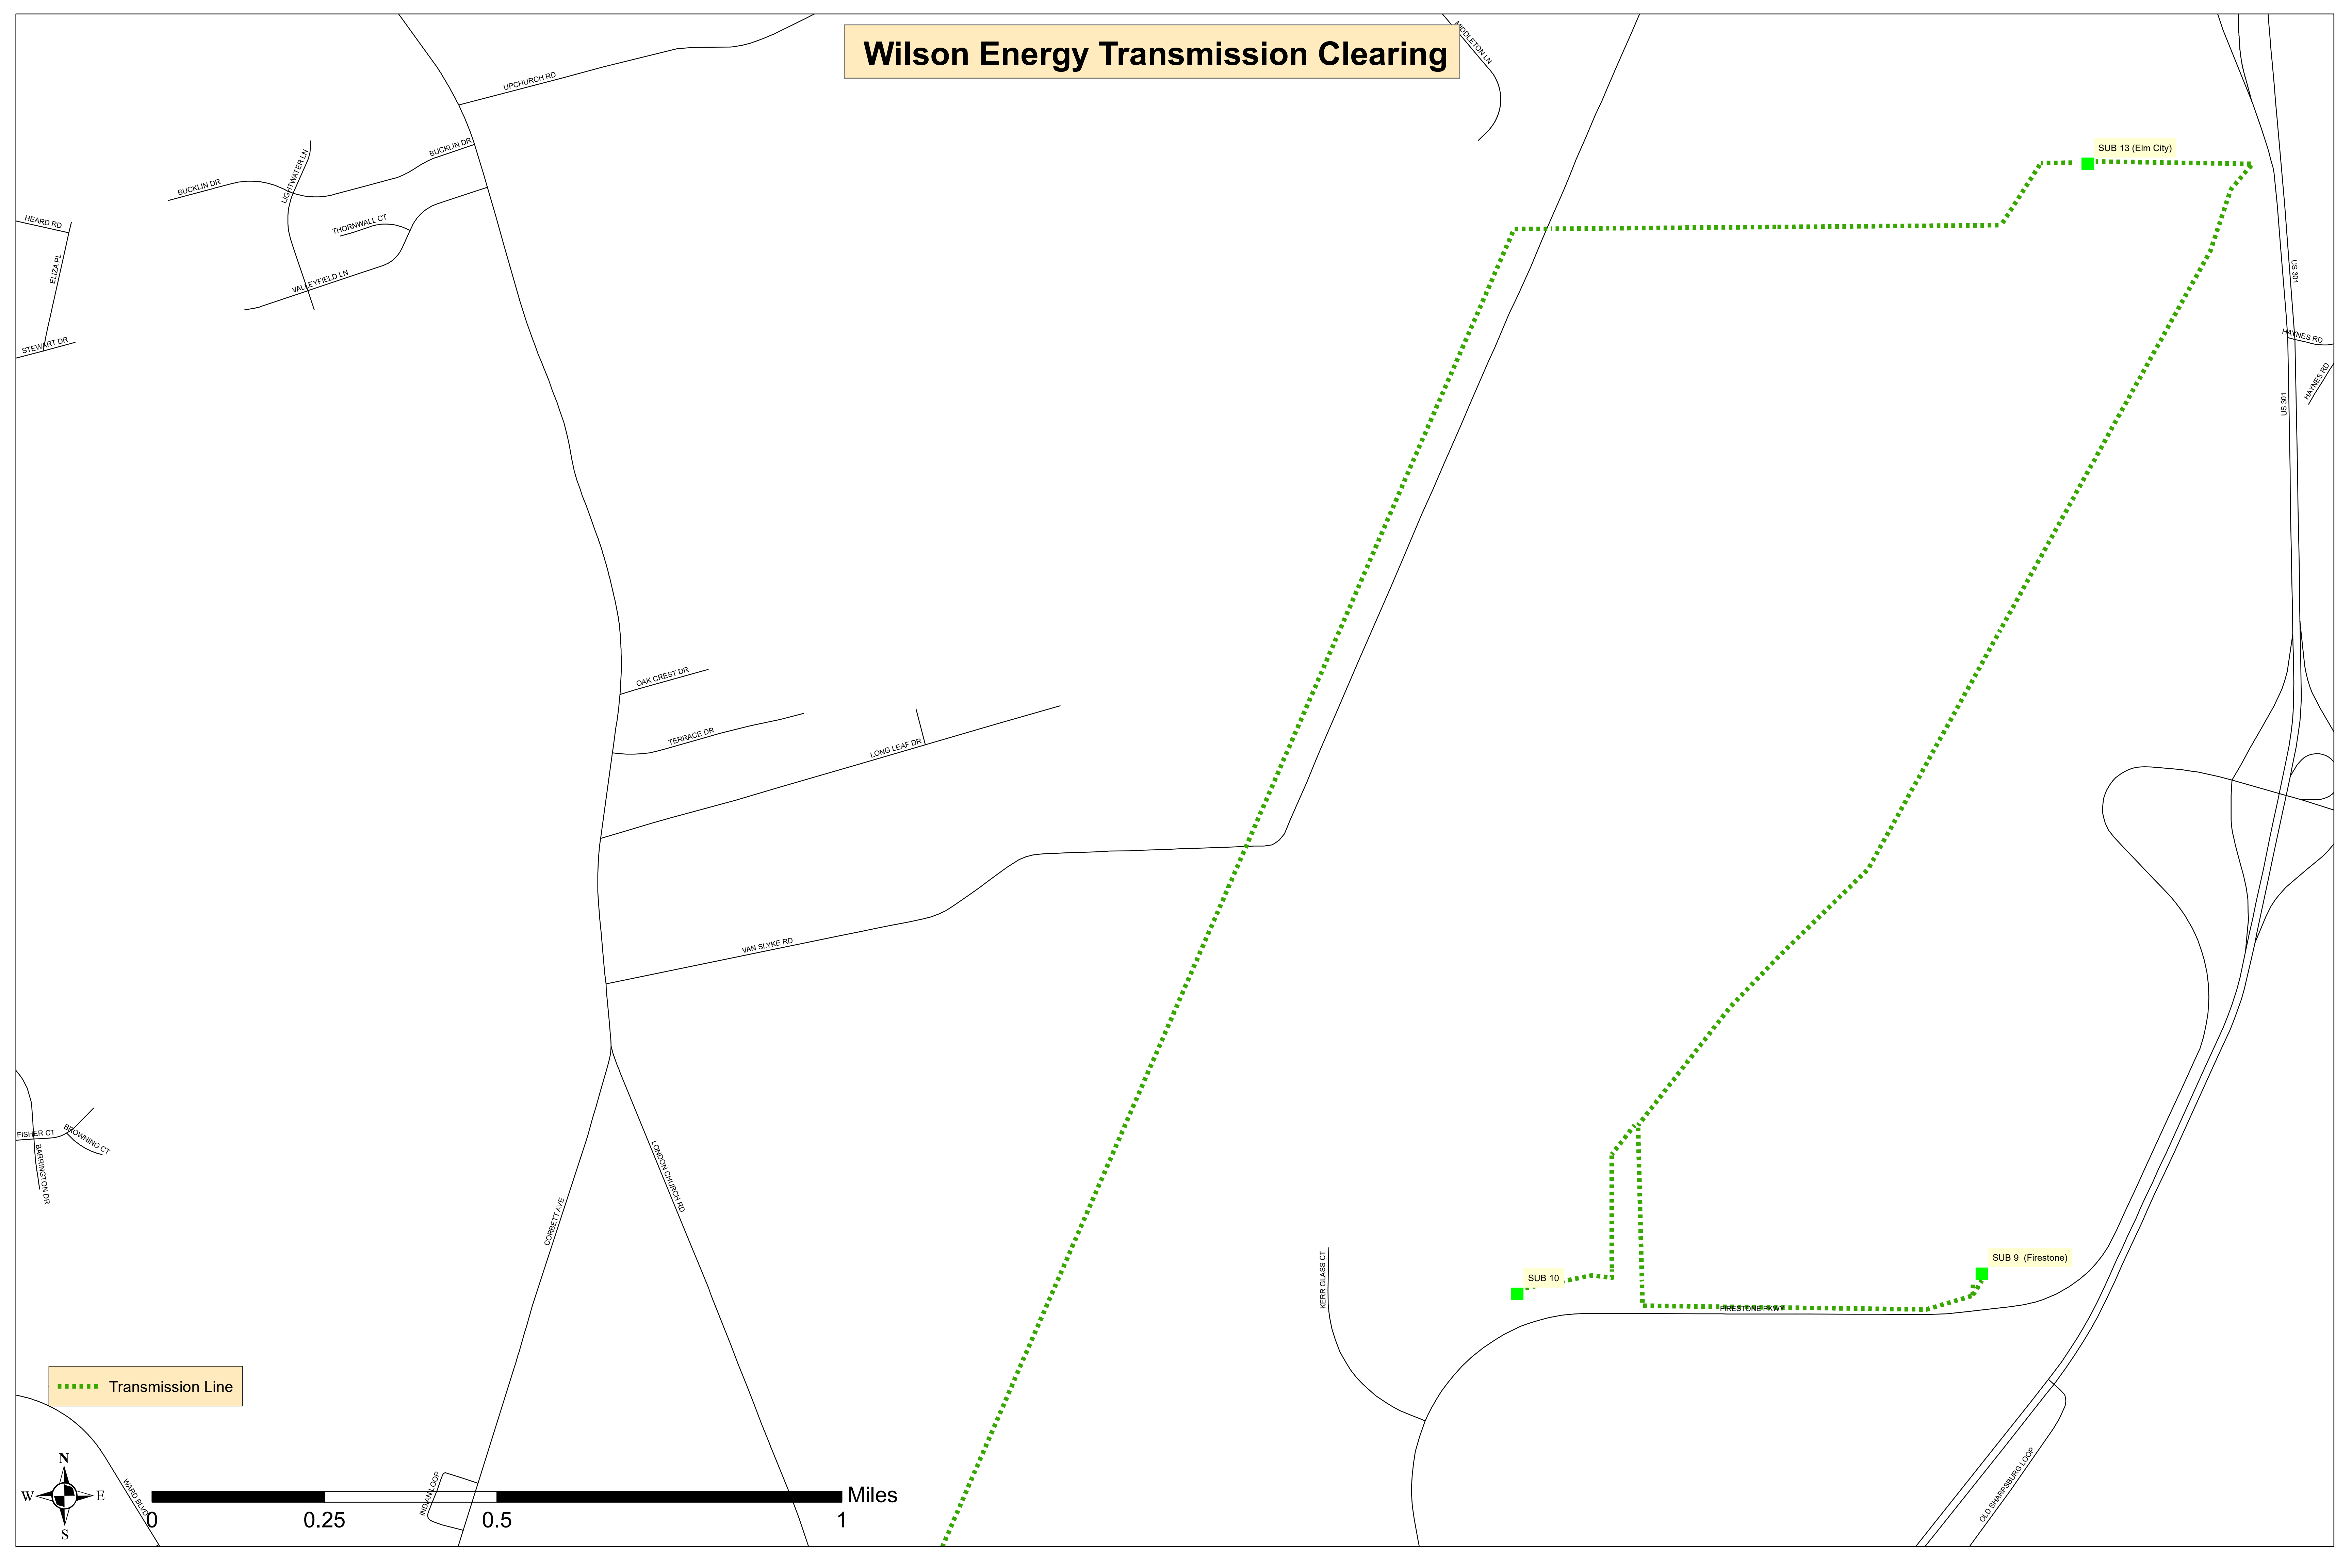 Wilson Energy Transmission Clearing
MIDDLETON LN
UPCHURCH RD
BUCKLIN DR
SUB 13 (Elm City)
LIGHTWATER LN
BUCKLIN DR
HEARD RD
THORNWALL CT
ELIZA PL
VALLEYFIELD LN
US 301
STEWART DR
HAYNES RD
HAYNES RD
US 301
OAK CREST DR
TERRACE DR
LONG LEAF DR
VAN SLYKE RD
FISHER CT
BROWNING CT
BARRINGTON DR
LONDON CHURCH RD
CORBETT AVE
KERR GLASS CT
SUB 10
SUB 9 (Firestone)
FIRESTONE PKWY
Transmission Line
N
W
E
S
WARD BLVD
INDIAN LOOP
OLD SHARPSBURG LOOP
Miles
0
0.25
0.5
1